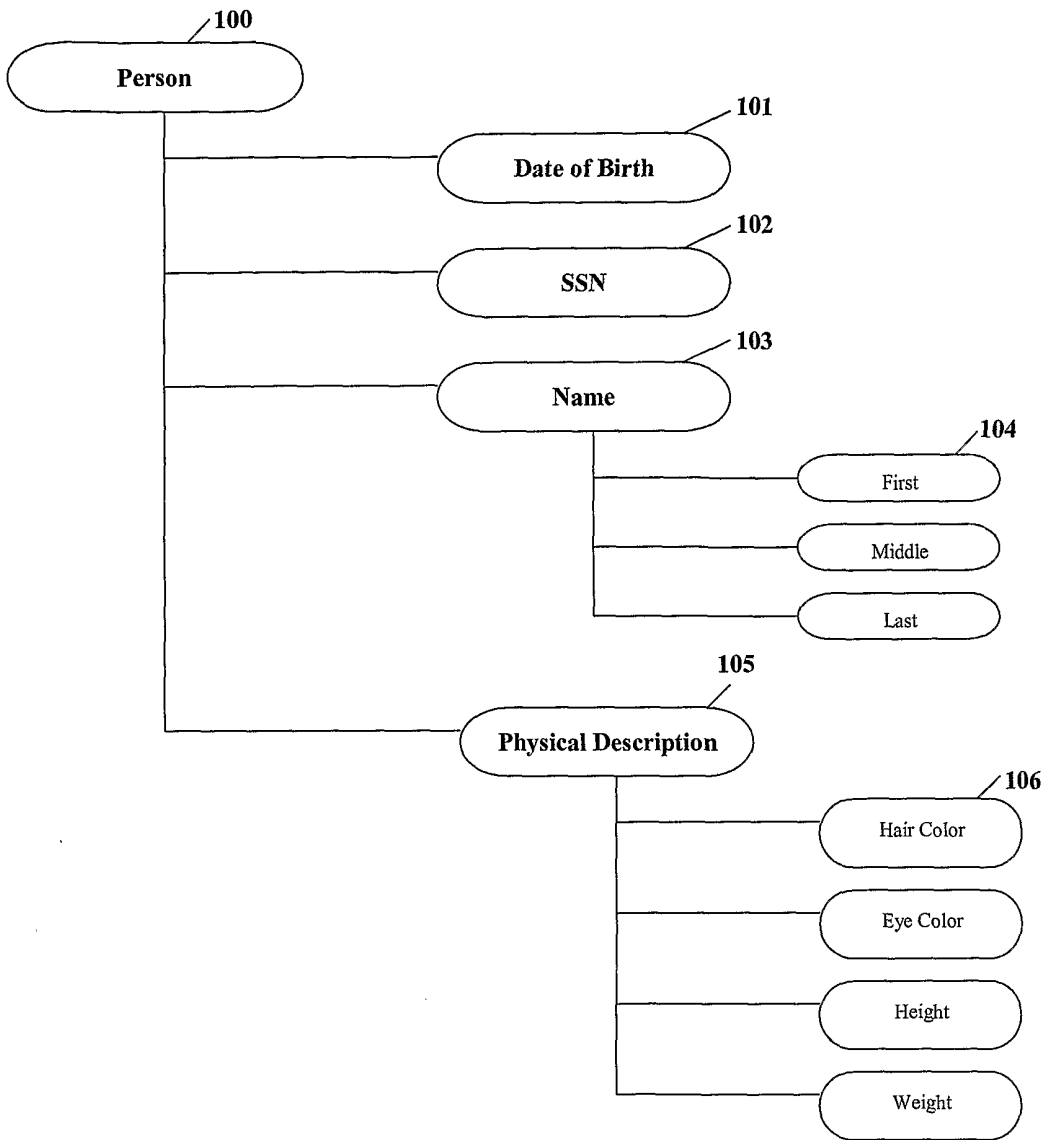 100
Person
101
Date of Birth
102
SSN
103
Name
104
First
Middle
Last
105
Physical Description
106
Hair Color
Eye Color
Height
Weight